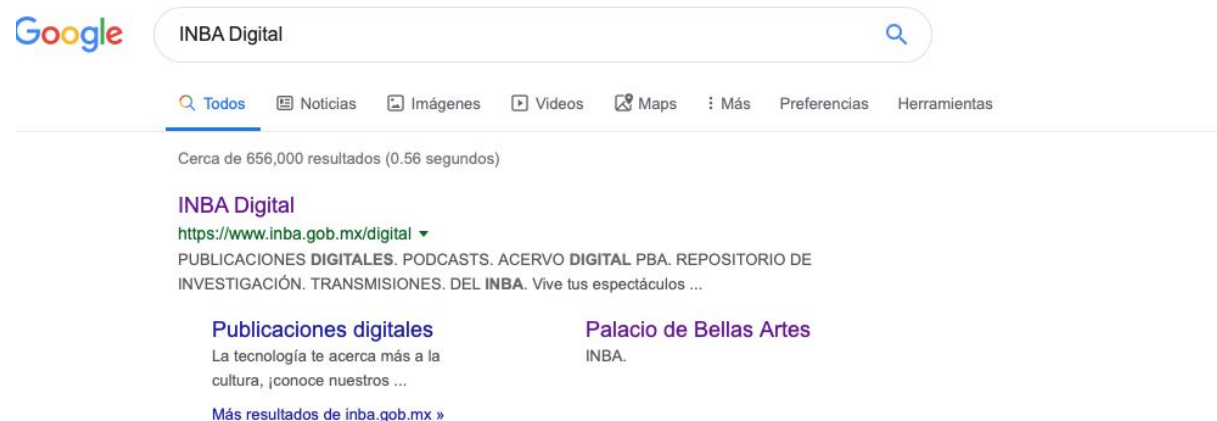 Google
INBA Digital
Todos Noticias Imágenes Videos Maps Más Preferencias Herramientas
Cerca de 656,000 resultados (0.56 segundos)
INBA Digital
https://www.inba.gob.mx/digital
PUBLICACIONES DIGITALES. PODCASTS. ACERVO DIGITAL PBA. REPOSITORIO DE
INVESTIGACIÓN. TRANSMISIONES. DEL INBA. Vive tus espectáculos ...
Publicaciones digitales
La tecnología te acerca más a la
cultura, ¡conoce nuestros ...
Palacio de Bellas Artes
INBA.
Más resultados de inba.gob.mx »